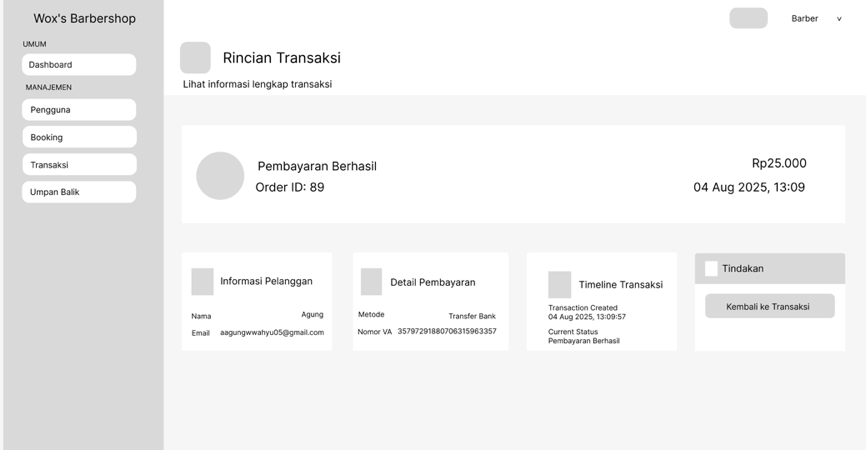 Wox's Barbershop
Barber v
UMUM
Dashboard
MANAJEMEN
Pengguna
Booking
Transaksi
Umpan Balik
Rincian Transaksi
Lihat informasi lengkap transaksi
Pembayaran Berhasil
Order ID: 89
Rp25.000
04 Aug 2025, 13:09
Informasi Pelanggan
Nama Agung
Email aagungwwahyu05@gmail.com
Detail Pembayaran
Metode Transfer Bank
Nomor VA 35797291880706315963357
Timeline Transaksi
Transaction Created
04 Aug 2025, 13:09:57
Current Status
Pembayaran Berhasil
Tindakan
Kembali ke Transaksi